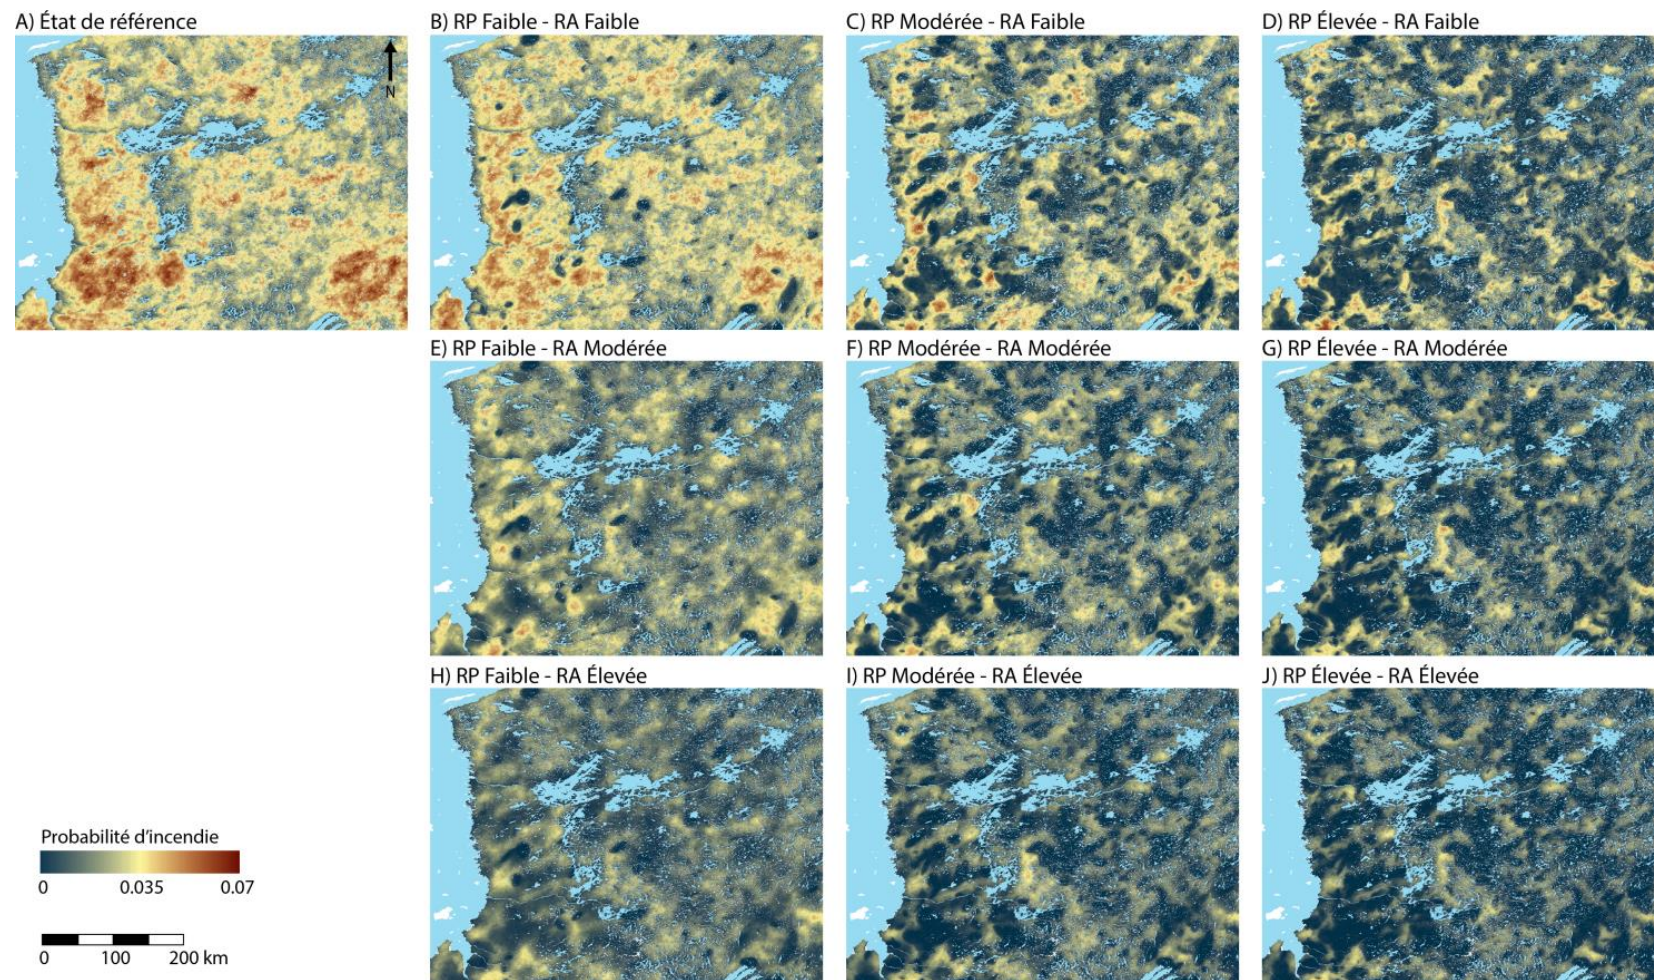 A) État de référence
B) RP Faible - RA Faible
C) RP Modérée - RA Faible
D) RP Élevée - RA Faible
N
E) RP Faible - RA Modérée
F) RP Modérée - RA Modérée
G) RP Élevée - RA Modérée
H) RP Faible - RA Élevée
I) RP Modérée - RA Élevée
J) RP Élevée - RA Élevée
Probabilité d'incendie
0 0.035 0.07
0 100 200 km